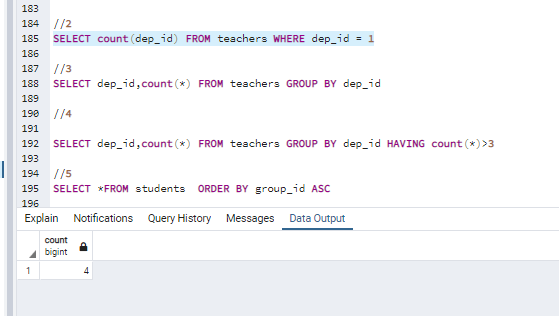 183
184 //2
185 SELECT count(dep_id) FROM teachers WHERE dep_id = 1
186
187 //3
188 SELECT dep_id,count(*) FROM teachers GROUP BY dep_id
189
190 //4
191
192 SELECT dep_id,count(*) FROM teachers GROUP BY dep_id HAVING count(*)>3
193
194 //5
195 SELECT *FROM students  ORDER BY group_id ASC
196
Explain Notifications Query History Messages Data Output
count
bigint
1 4